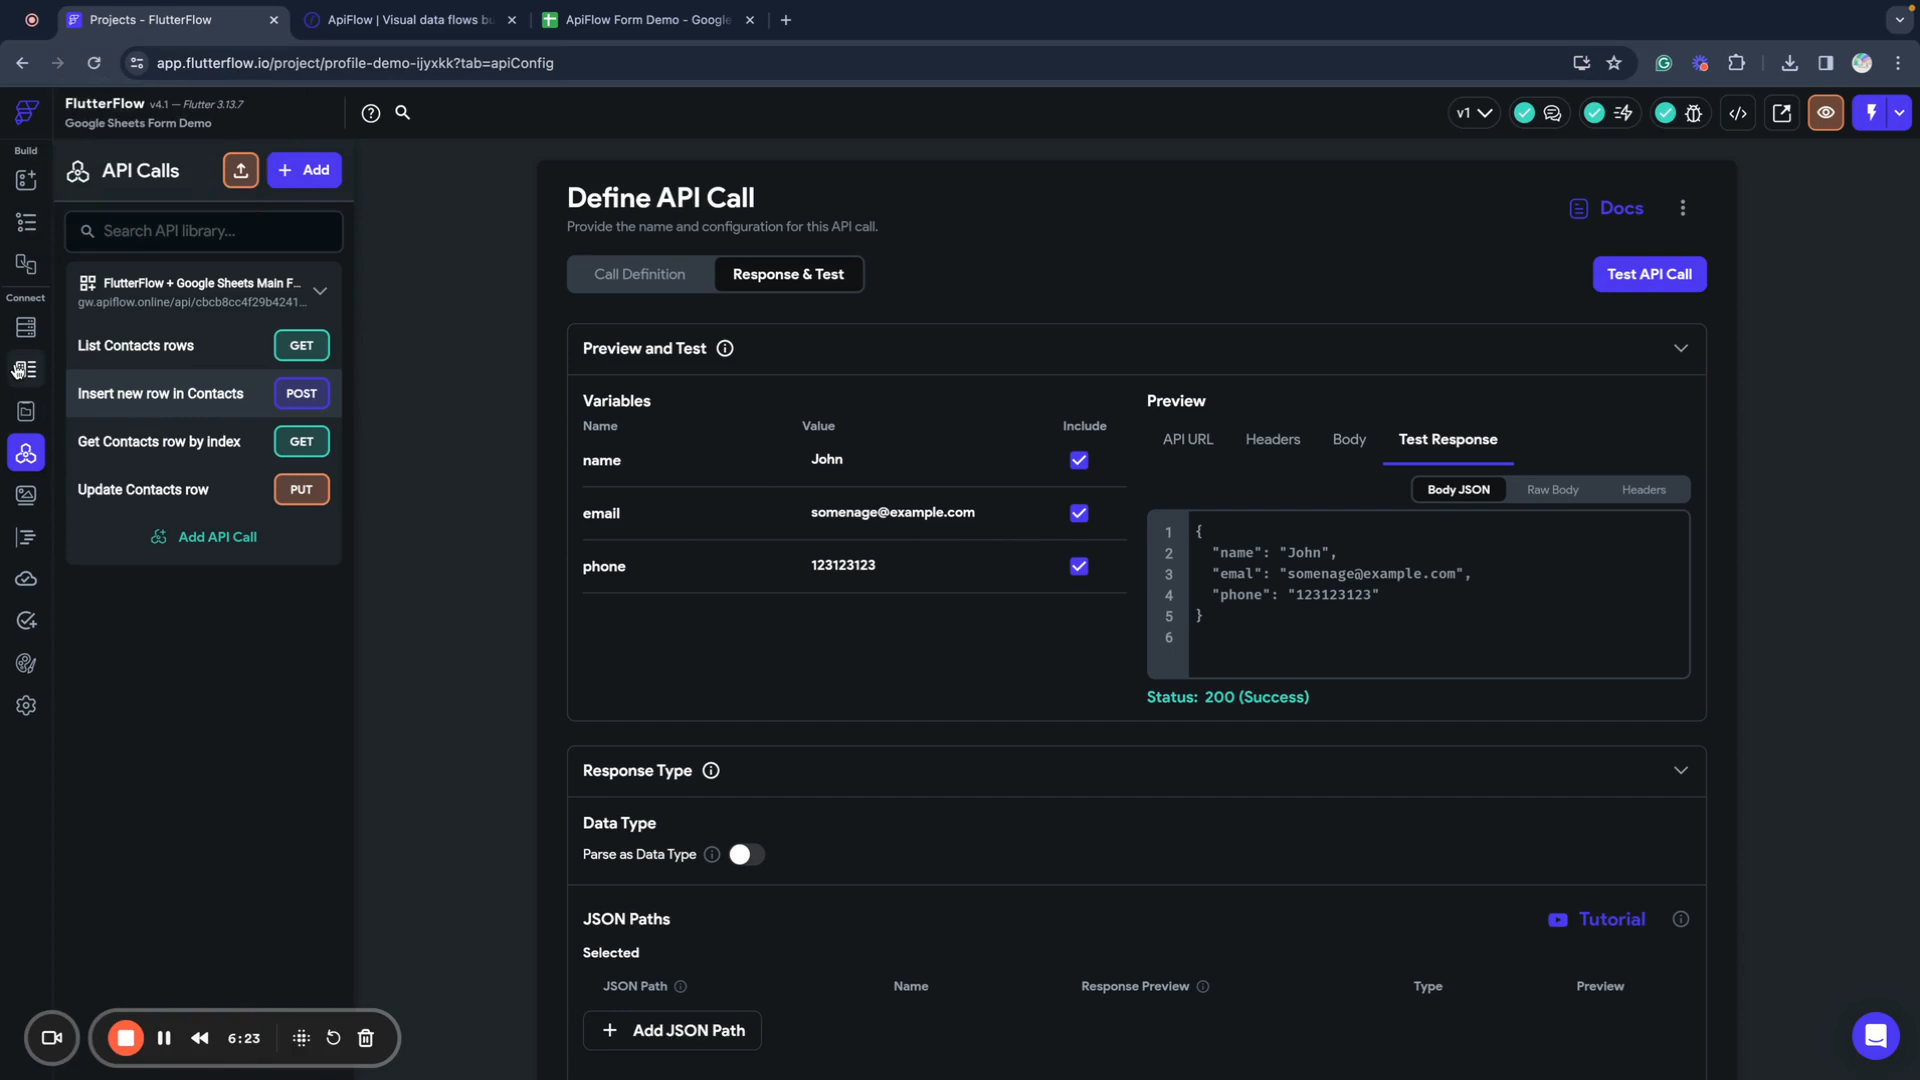 Projects - FlutterFlow
ApiFlow | Visual data flows bu
ApiFlow Form Demo - Google
app.flutterflow.io/project/profile-demo-ijyxkk?tab=apiConfig
FlutterFlow v4.1 — Flutter 3.13.7
Google Sheets Form Demo
v1
Build
Connect
API Calls
Add
Search API library...
FlutterFlow + Google Sheets Main F...
gw.apiflow.online/api/cbcb8cc4f29b4241...
List Contacts rows GET
Insert new row in Contacts POST
Get Contacts row by index GET
Update Contacts row PUT
Add API Call
Define API Call
Provide the name and configuration for this API call.
Docs
Call Definition
Response & Test
Test API Call
Preview and Test
Variables
Name Value Include
name John
email somenage@example.com
phone 123123123
Preview
API URL Headers Body Test Response
Body JSON Raw Body Headers
1 {
2 "name": "John",
3 "emal": "somenage@example.com",
4 "phone": "123123123"
5 }
6
Status: 200 (Success)
Response Type
Data Type
Parse as Data Type
JSON Paths
Tutorial
Selected
JSON Path Name Response Preview Type Preview
Add JSON Path
6:23